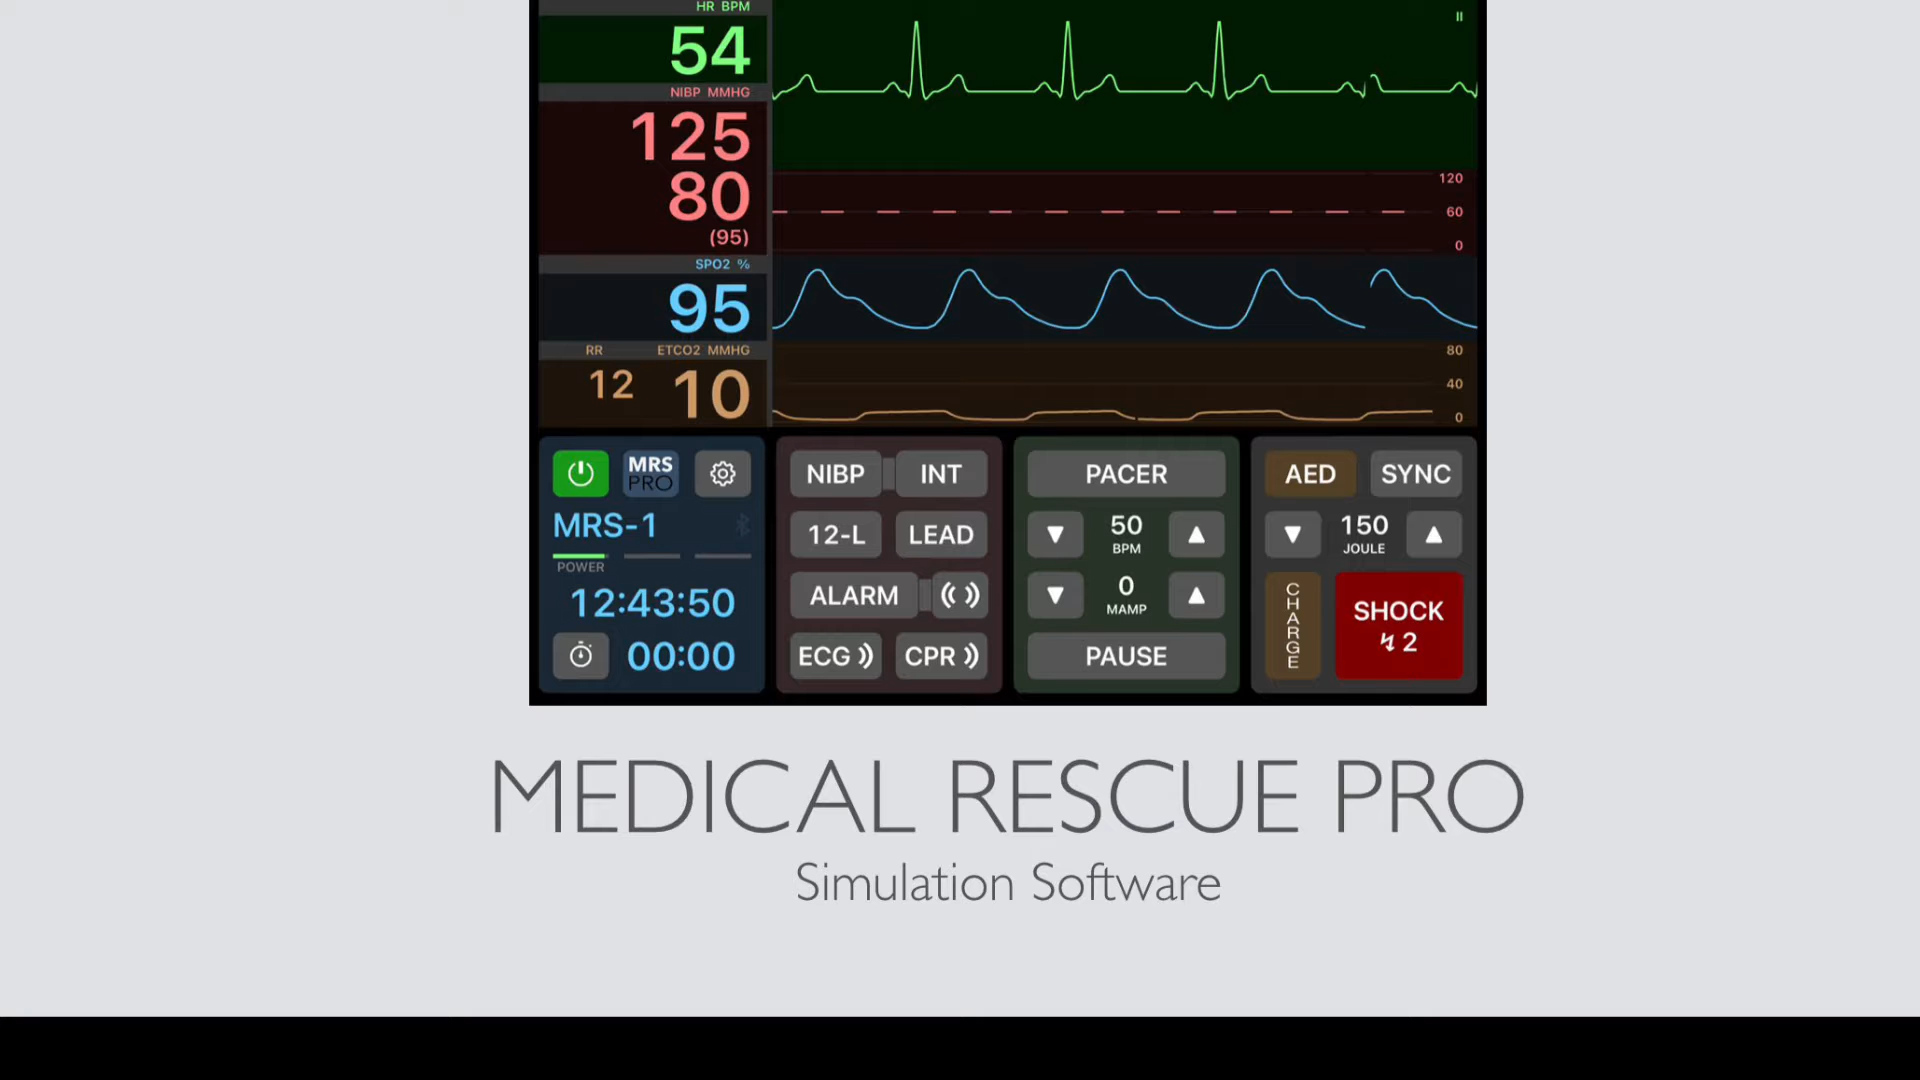 HR BPM
54
II
NIBP MMHG
125
80
(95)
120
60
0
SPO2 %
95
RR ETCO2 MMHG
12 10
80
40
0
MRS
PRO
MRS-1
POWER
12:43:50
00:00
NIBP INT
12-L LEAD
ALARM
ECG CPR
PACER
50
BPM
0
MAMP
PAUSE
AED SYNC
150
JOULE
CHARGE
SHOCK
2
MEDICAL RESCUE PRO
Simulation Software